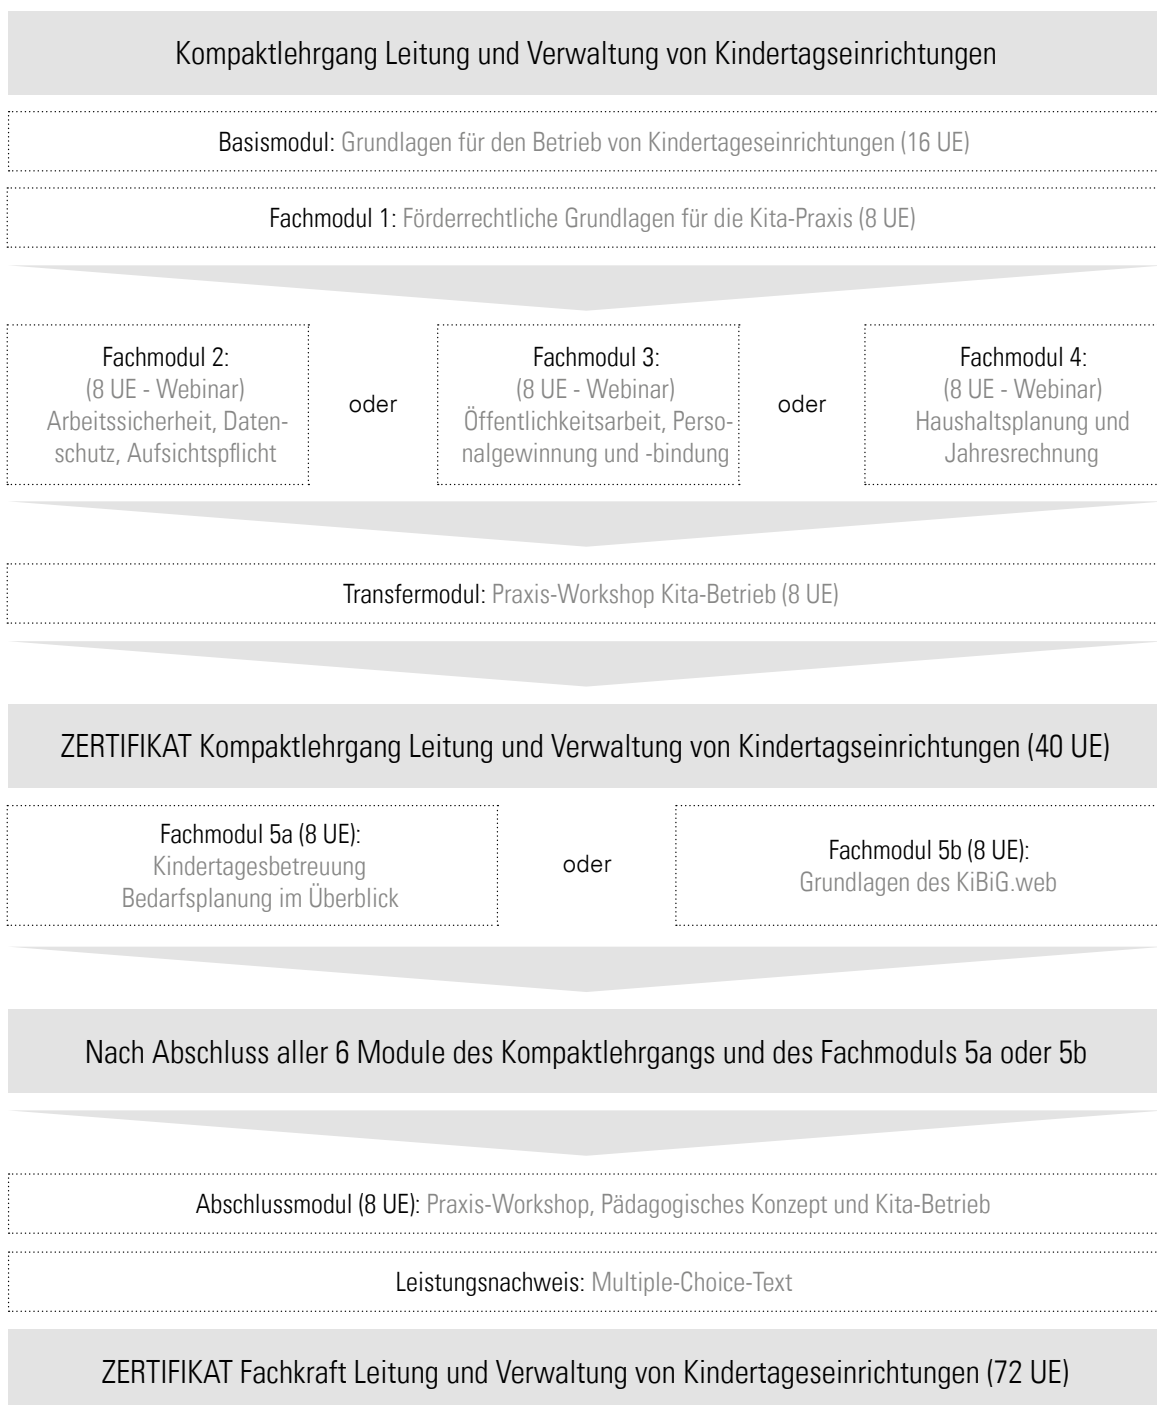 Kompaktlehrgang Leitung und Verwaltung von Kindertagseinrichtungen
Basismodul: Grundlagen für den Betrieb von Kindertageseinrichtungen (16 UE)
Fachmodul 1: Förderrechtliche Grundlagen für die Kita-Praxis (8 UE)
Fachmodul 2:
(8 UE - Webinar)
Arbeitssicherheit, Daten-
schutz, Aufsichtspflicht
oder
Fachmodul 3:
(8 UE - Webinar)
Öffentlichkeitsarbeit, Perso-
nalgewinnung und -bindung
oder
Fachmodul 4:
(8 UE - Webinar)
Haushaltsplanung und
Jahresrechnung
Transfermodul: Praxis-Workshop Kita-Betrieb (8 UE)
ZERTIFIKAT Kompaktlehrgang Leitung und Verwaltung von Kindertagseinrichtungen (40 UE)
Fachmodul 5a (8 UE):
Kindertagesbetreuung
Bedarfsplanung im Überblick
oder
Fachmodul 5b (8 UE):
Grundlagen des KiBiG.web
Nach Abschluss aller 6 Module des Kompaktlehrgangs und des Fachmoduls 5a oder 5b
Abschlussmodul (8 UE): Praxis-Workshop, Pädagogisches Konzept und Kita-Betrieb
Leistungsnachweis: Multiple-Choice-Text
ZERTIFIKAT Fachkraft Leitung und Verwaltung von Kindertageseinrichtungen (72 UE)